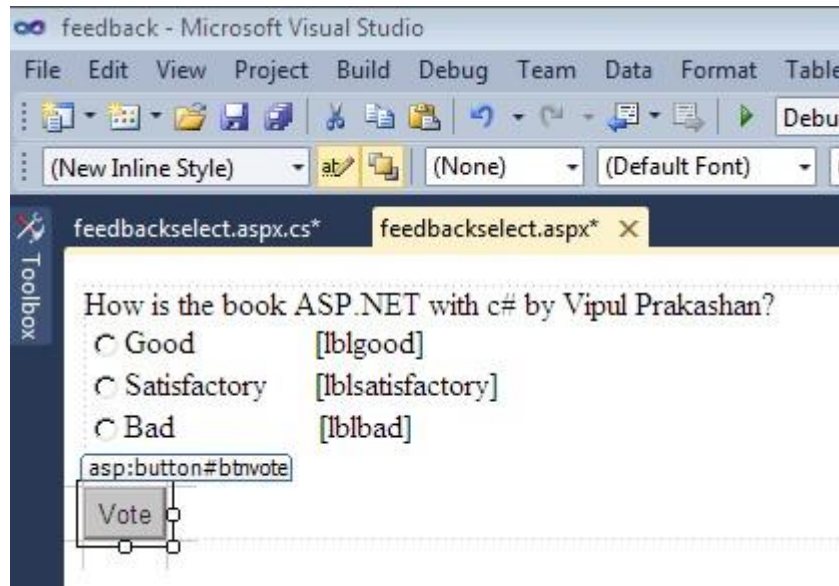 feedback - Microsoft Visual Studio
File Edit View Project Build Debug Team Data Format Table
Debu
(New Inline Style) ab (None) (Default Font)
Toolbox
feedbackselect.aspx.cs* feedbackselect.aspx*
How is the book ASP.NET with c# by Vipul Prakashan?
Good [lblgood]
Satisfactory [lblsatisfactory]
Bad [lblbad]
asp:button#btnvote
Vote